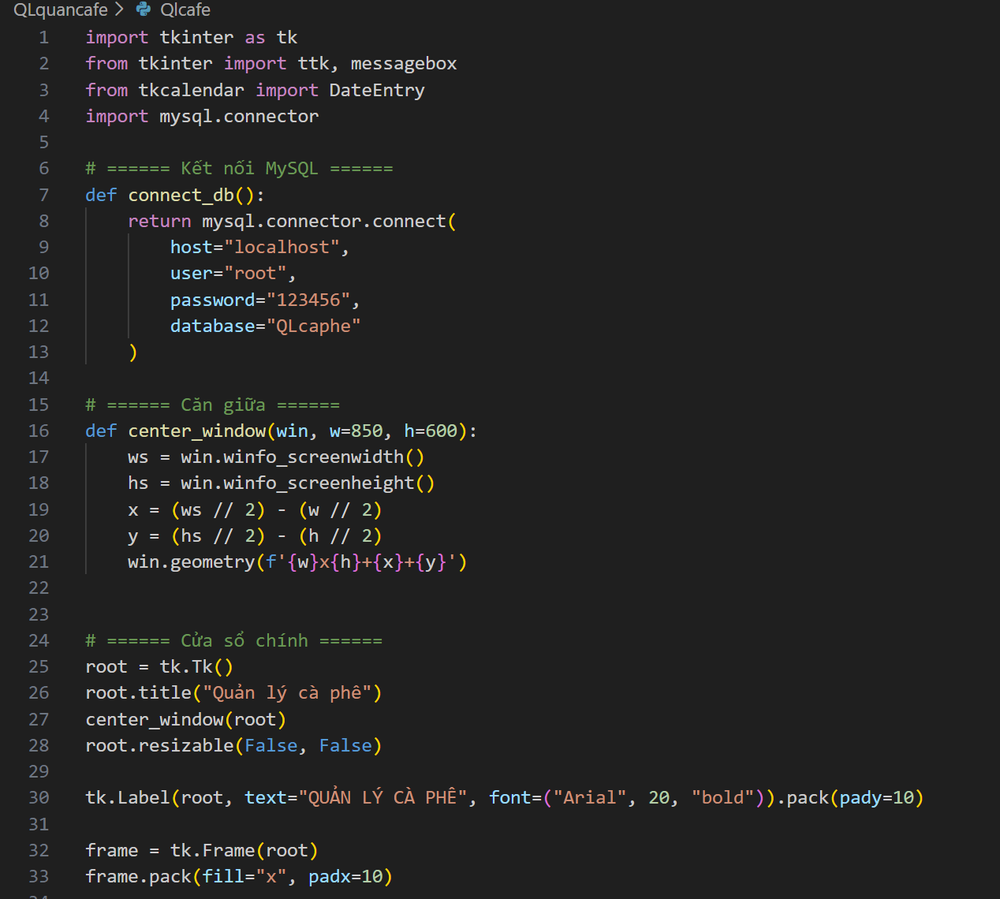 QLquancafe > Qlcafe
1 import tkinter as tk
2 from tkinter import ttk, messagebox
3 from tkcalendar import DateEntry
4 import mysql.connector
5
6 # ====== Kết nối MySQL ======
7 def connect_db():
8     return mysql.connector.connect(
9         host="localhost",
10         user="root",
11         password="123456",
12         database="QLcaphe"
13     )
14
15 # ====== Căn giữa ======
16 def center_window(win, w=850, h=600):
17     ws = win.winfo_screenwidth()
18     hs = win.winfo_screenheight()
19     x = (ws // 2) - (w // 2)
20     y = (hs // 2) - (h // 2)
21     win.geometry(f'{w}x{h}+{x}+{y}')
22
23
24 # ====== Cửa sổ chính ======
25 root = tk.Tk()
26 root.title("Quản lý cà phê")
27 center_window(root)
28 root.resizable(False, False)
29
30 tk.Label(root, text="QUẢN LÝ CÀ PHÊ", font=("Arial", 20, "bold")).pack(pady=10)
31
32 frame = tk.Frame(root)
33 frame.pack(fill="x", padx=10)